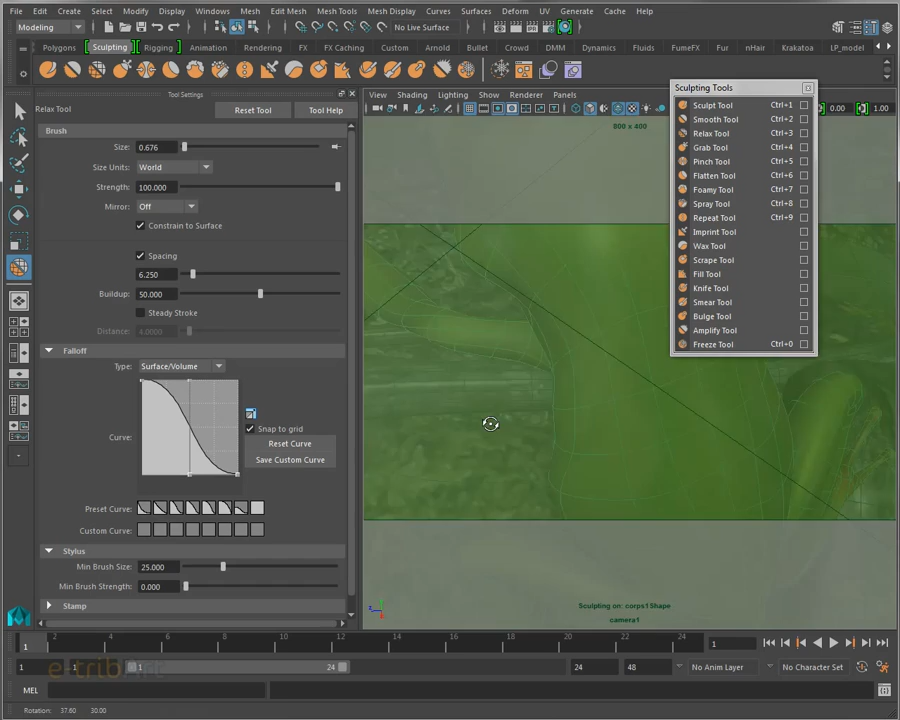 File Edit Create Select Modify Display Windows Mesh Edit Mesh Mesh Tools Mesh Display Curves Surfaces Deform UV Generate Cache Help
Modeling No Live Surface
Polygons Sculpting Rigging Animation Rendering FX FX Caching Custom Arnold Bullet Crowd DMM Dynamics Fluids FumeFX Fur nHair Krakatoa LP_model
Tool Settings
Relax Tool Reset Tool Tool Help
Brush
Size: 0.676
Size Units: World
Strength: 100.000
Mirror: Off
Constrain to Surface
Spacing
6.250
Buildup: 50.000
Steady Stroke
Distance: 4.0000
Falloff
Type: Surface/Volume
Curve:
Snap to grid
Reset Curve
Save Custom Curve
Preset Curve:
Custom Curve:
Stylus
Min Brush Size: 25.000
Min Brush Strength: 0.000
Stamp
View Shading Lighting Show Renderer Panels
0.00 1.00
800 x 400
Sculpting Tools
Sculpt Tool Ctrl+1
Smooth Tool Ctrl+2
Relax Tool Ctrl+3
Grab Tool Ctrl+4
Pinch Tool Ctrl+5
Flatten Tool Ctrl+6
Foamy Tool Ctrl+7
Spray Tool Ctrl+8
Repeat Tool Ctrl+9
Imprint Tool
Wax Tool
Scrape Tool
Fill Tool
Knife Tool
Smear Tool
Bulge Tool
Amplify Tool
Freeze Tool Ctrl+0
Sculpting on: corps1Shape
camera1
1 2 4 6 8 10 12 14 16 18 20 22 24 1
1 1 1 24 24 48 No Anim Layer No Character Set
MEL
Rotation: 37.60 30.00